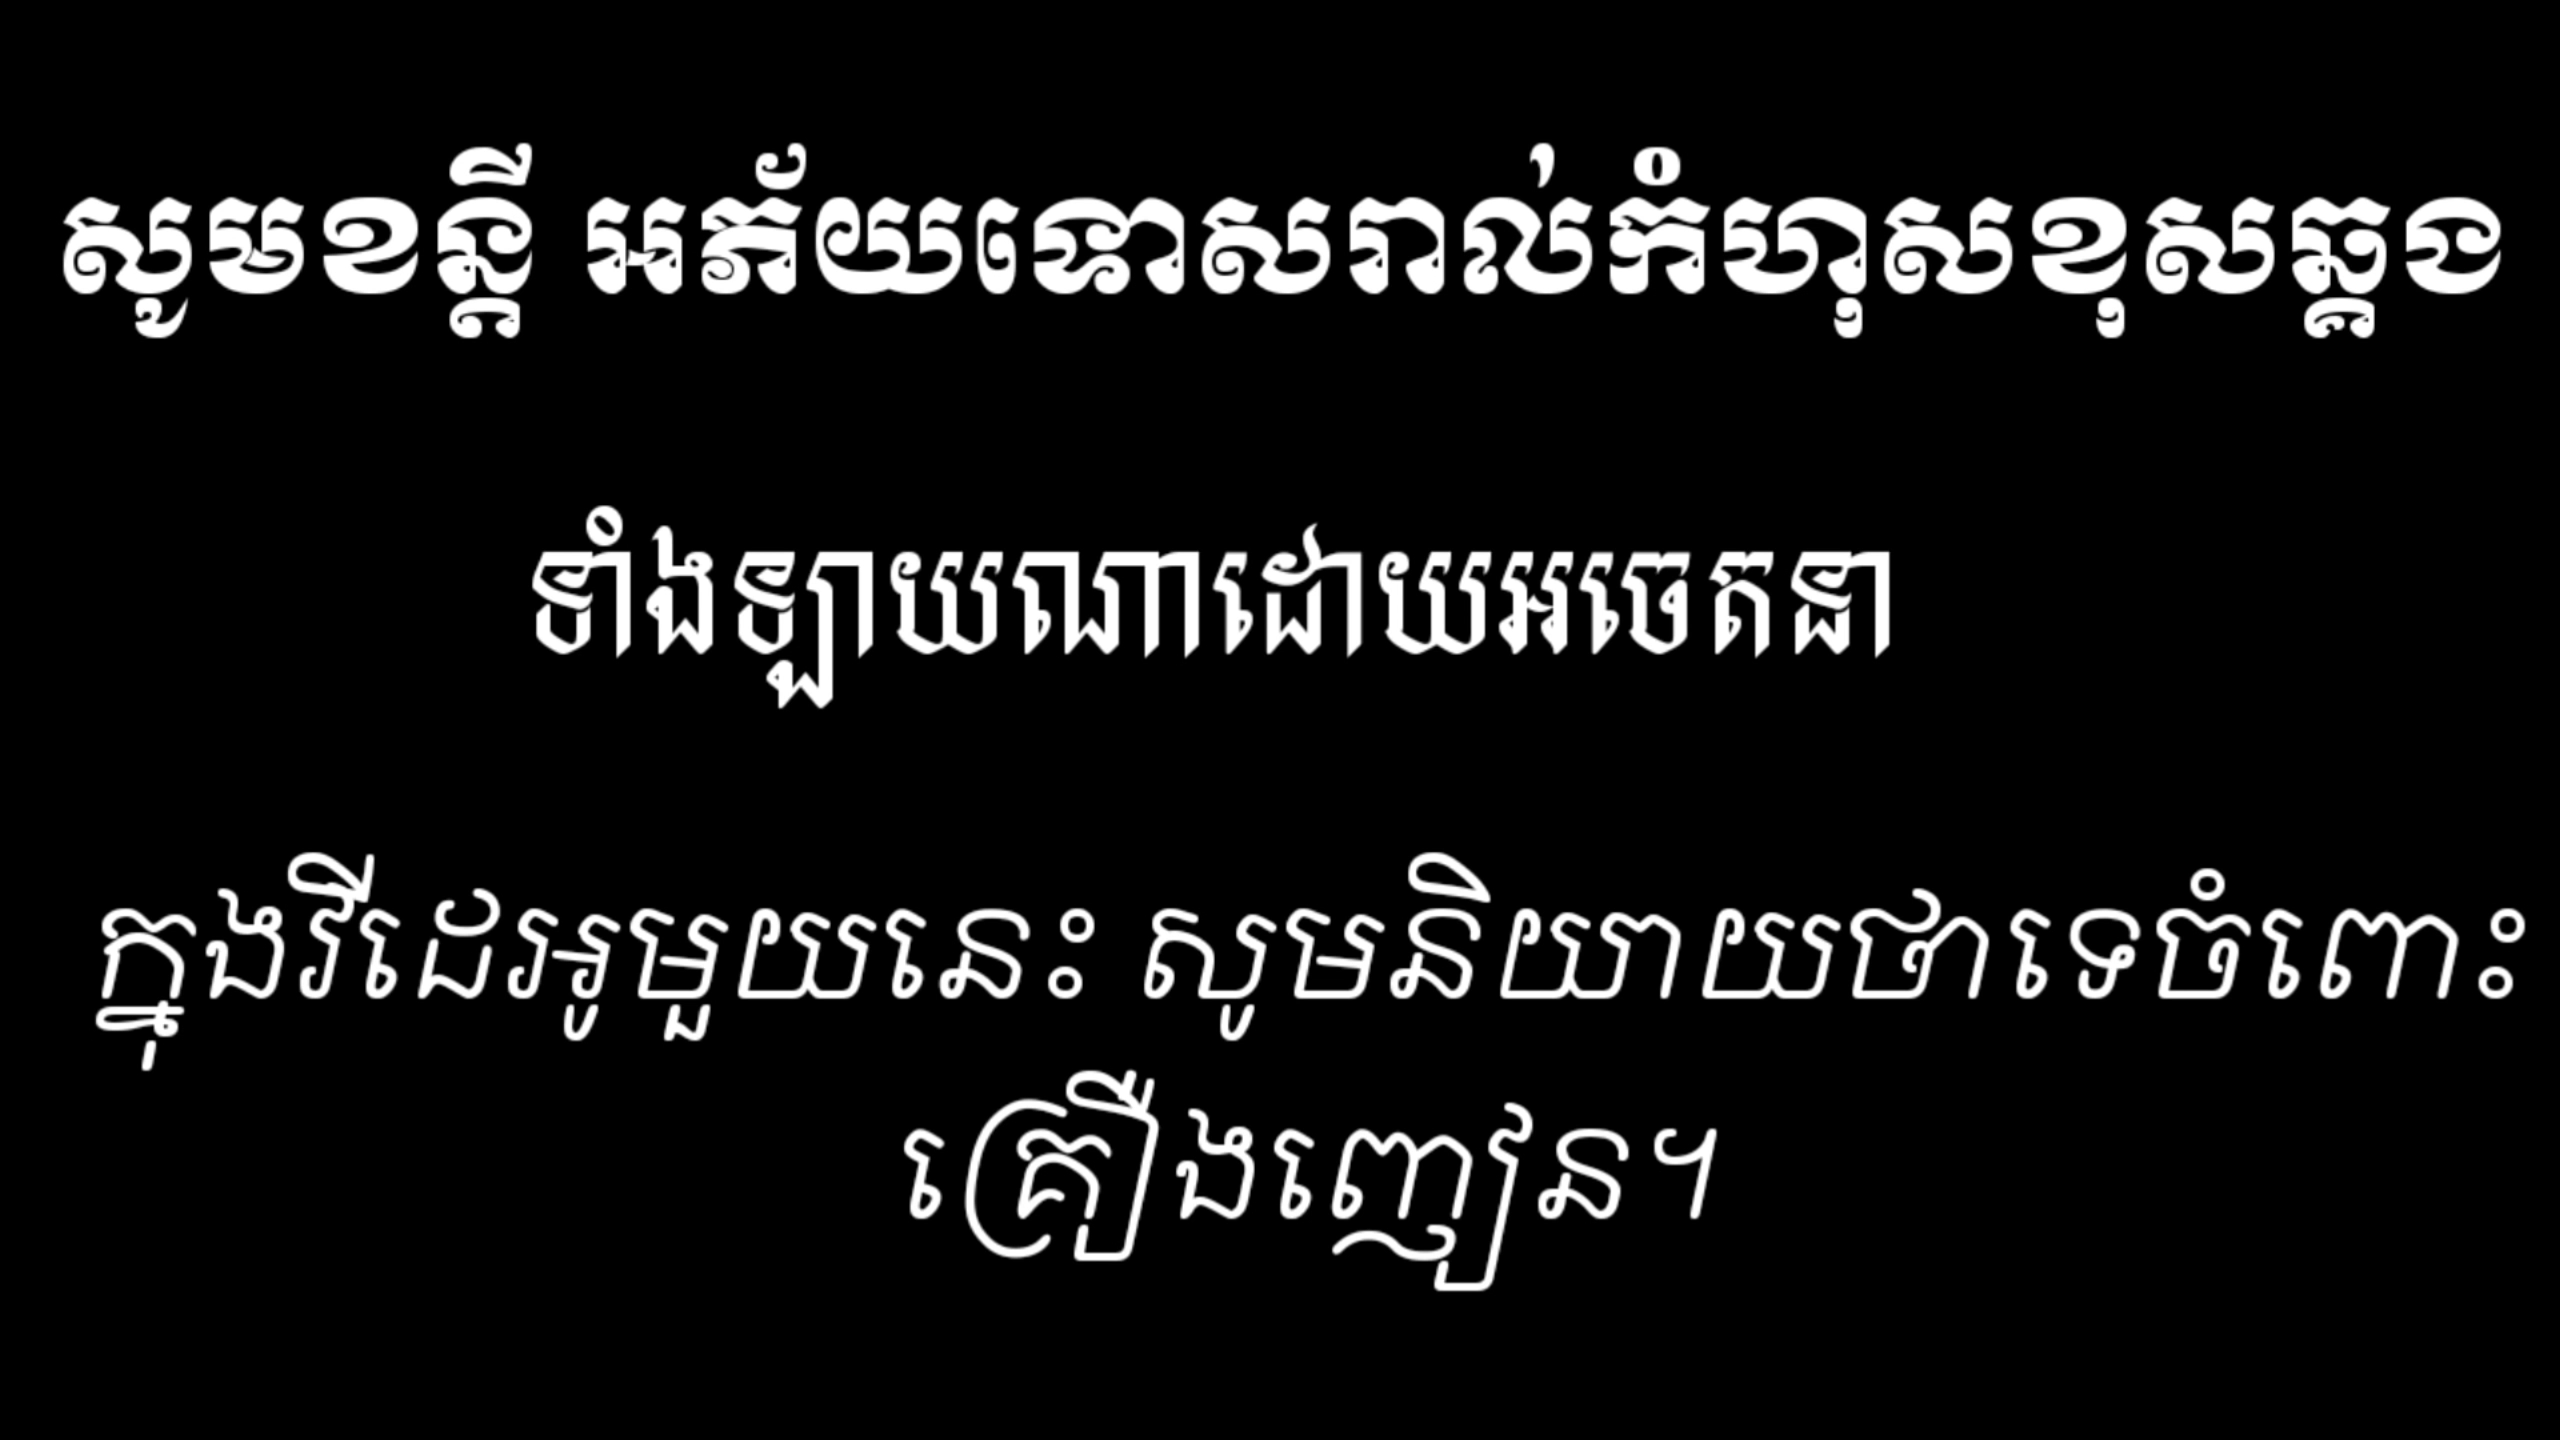 សូមខន្តី អភ័យទោសរាល់កំហុសខុសឆ្គង
ទាំងឡាយណាដោយអចេតនា
ក្នុងវីដេអូមួយនេះ សូមនិយាយថាទេចំពោះ
គ្រឿងញៀន។